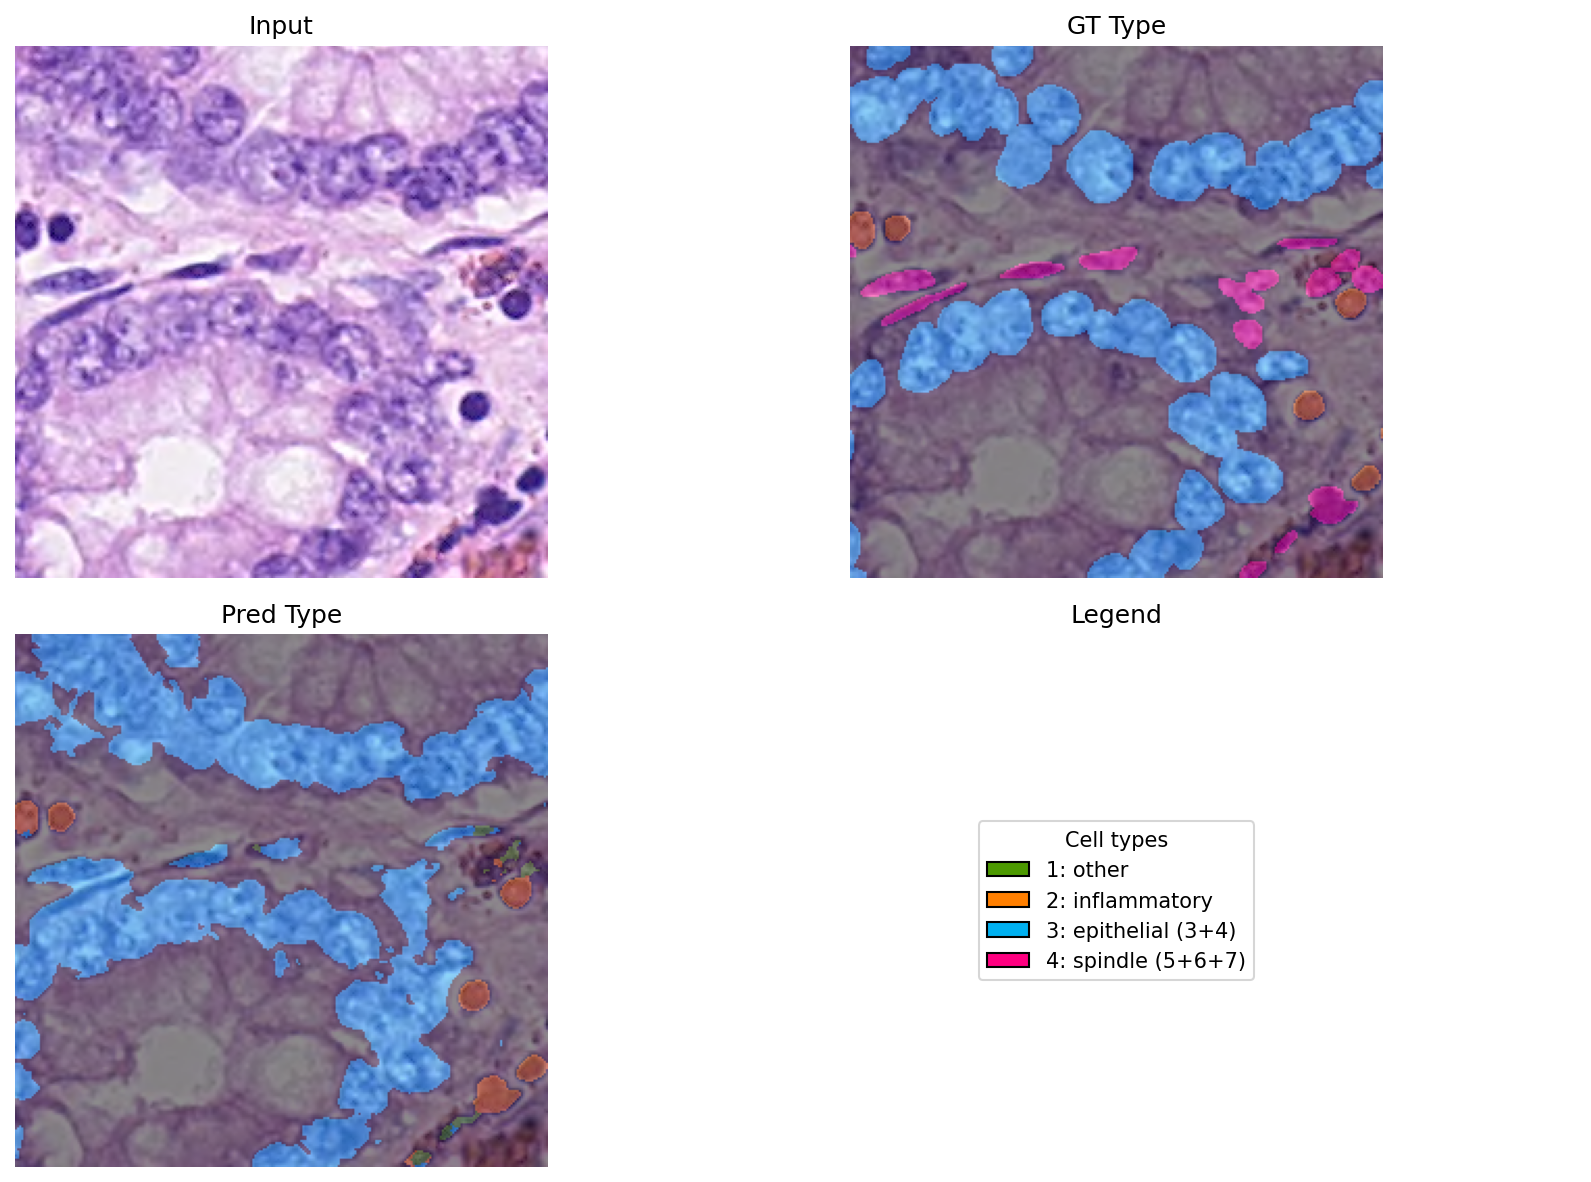 Input
GT Type
Pred Type
Legend
Cell types
1: other
2: inflammatory
3: epithelial (3+4)
4: spindle (5+6+7)